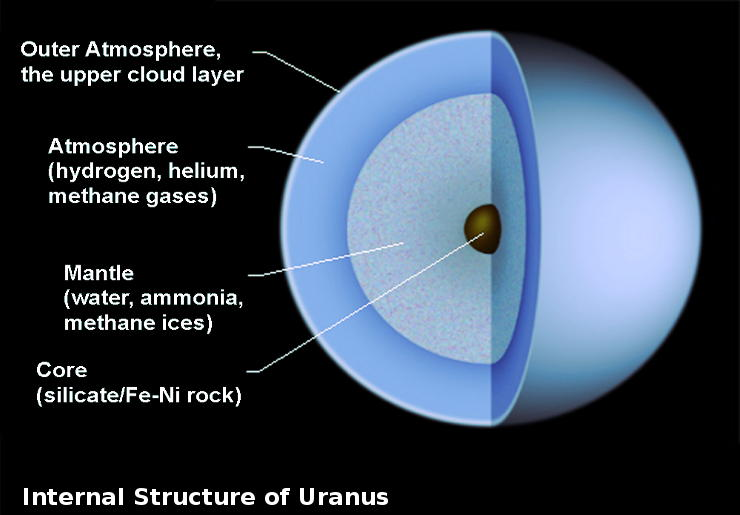 Outer Atmosphere,
the upper cloud layer
Atmosphere
(hydrogen, helium,
methane gases)
Mantle
(water, ammonia,
methane ices)
Core
(silicate/Fe-Ni rock)
Internal Structure of Uranus